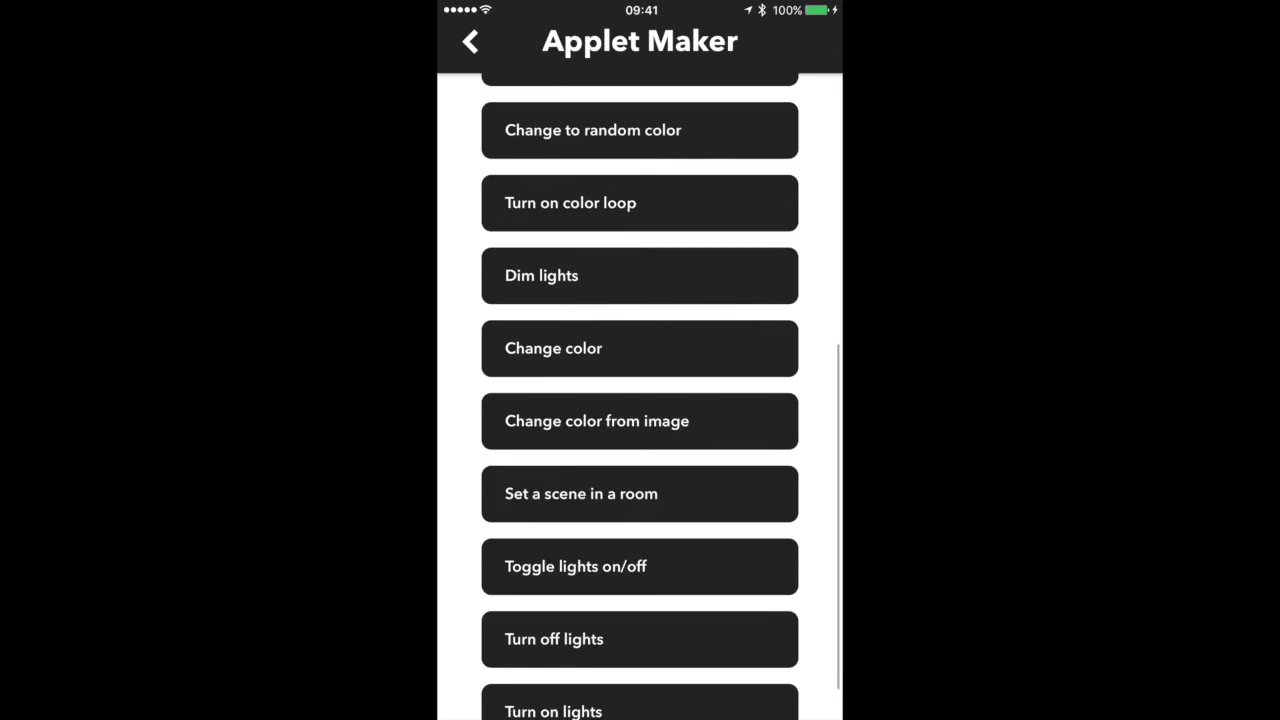 09:41
100%
Applet Maker
Change to random color
Turn on color loop
Dim lights
Change color
Change color from image
Set a scene in a room
Toggle lights on/off
Turn off lights
Turn on lights